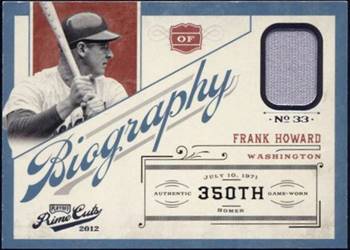 OF
Biography
Nº 33
FRANK HOWARD
WASHINGTON
JULY 10, 1971
AUTHENTIC 350TH GAME-WORN
HOMER
PLAYOFF
Prime Cuts
2012